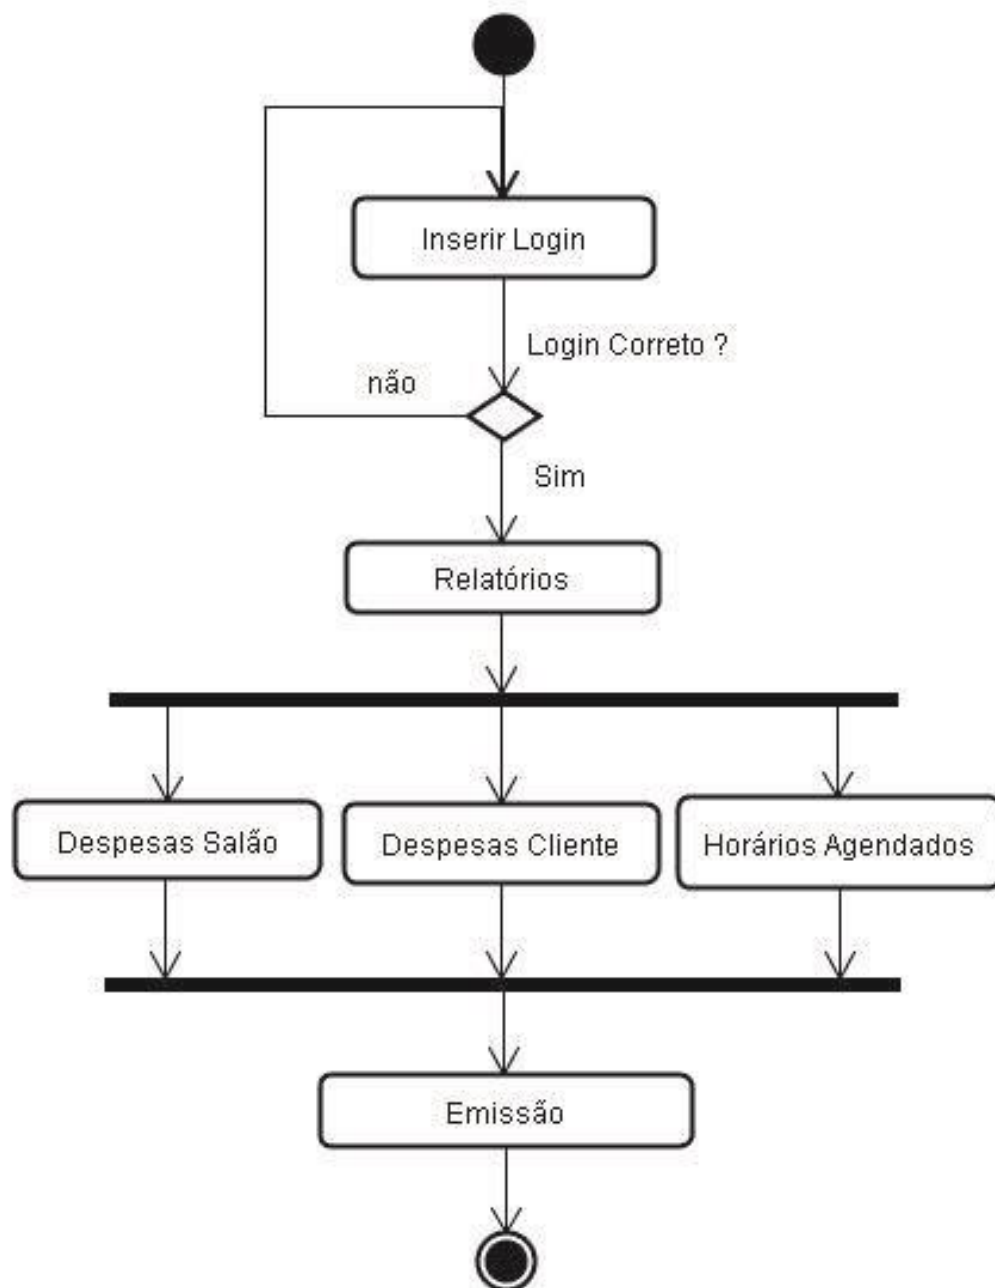 Inserir Login
Login Correto ?
não
Sim
Relatórios
Despesas Salão
Despesas Cliente
Horários Agendados
Emissão